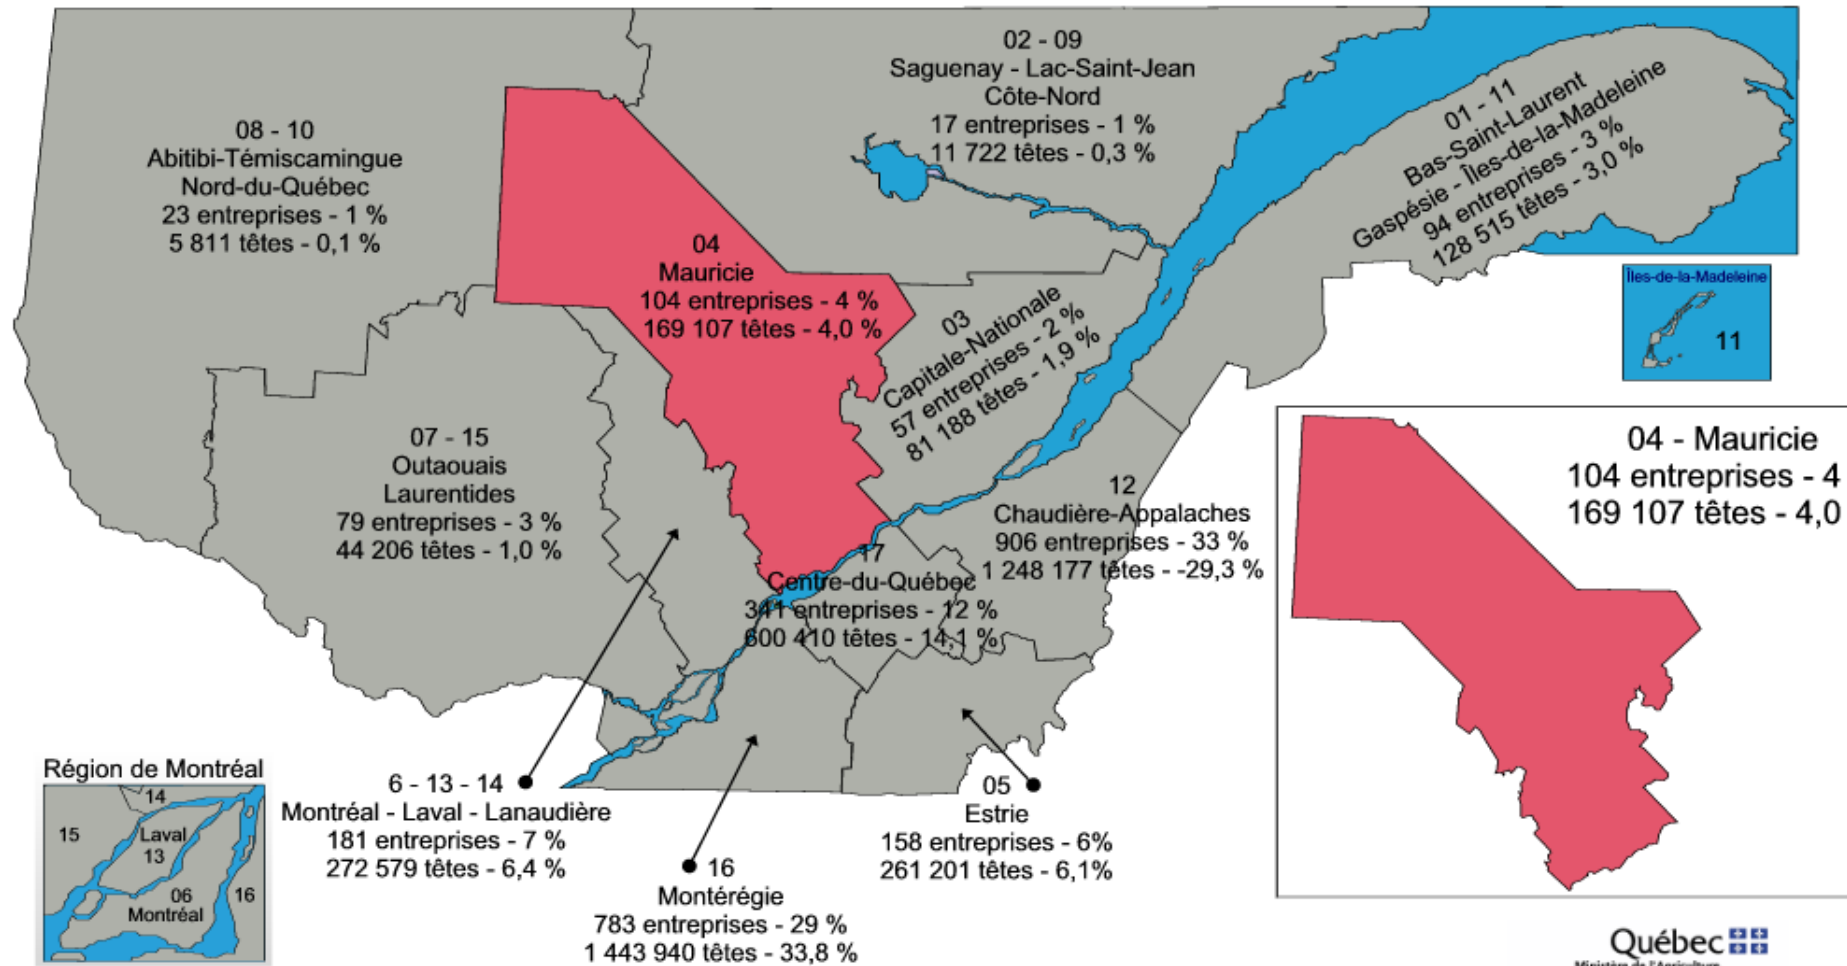 02 - 09
Saguenay - Lac-Saint-Jean
Côte-Nord
17 entreprises - 1 %
11 722 têtes - 0,3 %
01 - 11
Bas-Saint-Laurent
Gaspésie - Îles-de-la-Madeleine
94 entreprises - 3 %
128 515 têtes - 3,0 %
08 - 10
Abitibi-Témiscamingue
Nord-du-Québec
23 entreprises - 1 %
5 811 têtes - 0,1 %
04
Mauricie
104 entreprises - 4 %
169 107 têtes - 4,0 %
03
Capitale-Nationale
57 entreprises - 2 %
81 188 têtes - 1,9 %
Îles-de-la-Madeleine
11
07 - 15
Outaouais
Laurentides
79 entreprises - 3 %
44 206 têtes - 1,0 %
12
Chaudière-Appalaches
906 entreprises - 33 %
1 248 177 têtes - -29,3 %
17
Centre-du-Québec
341 entreprises - 12 %
600 410 têtes - 14,1 %
04 - Mauricie
104 entreprises - 4
169 107 têtes - 4,0
Région de Montréal
14
15
Laval
13
06
Montréal
16
6 - 13 - 14
Montréal - Laval - Lanaudière
181 entreprises - 7 %
272 579 têtes - 6,4 %
16
Montérégie
783 entreprises - 29 %
1 443 940 têtes - 33,8 %
05
Estrie
158 entreprises - 6%
261 201 têtes - 6,1%
Québec
Ministère de l'Agriculture